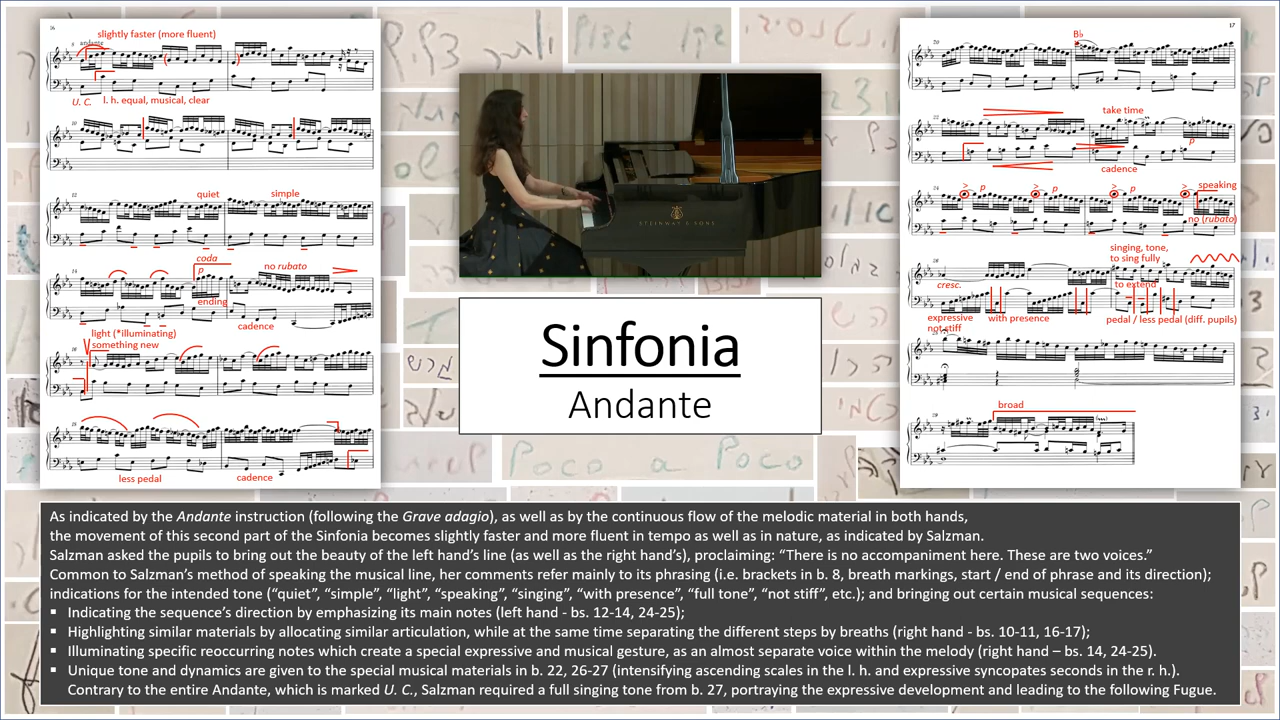 16
slightly faster (more fluent)
8
andante
U. C.
l. h. equal, musical, clear
10
12
quiet
simple
14
coda
p
no rubato
ending
cadence
light (*illuminating)
something new
16
18
less pedal
cadence
STEINWAY & SONS
Sinfonia
Andante
17
20
B♭
22
take time
p
cadence
24
> p > p > p >
speaking
no (rubato)
singing, tone,
to sing fully
26
cresc.
to extend
expressive
not stiff
with presence
pedal / less pedal (diff. pupils)
broad
Poco a Poco
As indicated by the Andante instruction (following the Grave adagio), as well as by the continuous flow of the melodic material in both hands,
the movement of this second part of the Sinfonia becomes slightly faster and more fluent in tempo as well as in nature, as indicated by Salzman.
Salzman asked the pupils to bring out the beauty of the left hand’s line (as well as the right hand’s), proclaiming: “There is no accompaniment here. These are two voices.”
Common to Salzman’s method of speaking the musical line, her comments refer mainly to its phrasing (i.e. brackets in b. 8, breath markings, start / end of phrase and its direction);
indications for the intended tone (“quiet”, “simple”, “light”, “speaking”, “singing”, “with presence”, “full tone”, “not stiff”, etc.); and bringing out certain musical sequences:
▪ Indicating the sequence’s direction by emphasizing its main notes (left hand - bs. 12-14, 24-25);
▪ Highlighting similar materials by allocating similar articulation, while at the same time separating the different steps by breaths (right hand - bs. 10-11, 16-17);
▪ Illuminating specific reoccurring notes which create a special expressive and musical gesture, as an almost separate voice within the melody (right hand – bs. 14, 24-25).
▪ Unique tone and dynamics are given to the special musical materials in b. 22, 26-27 (intensifying ascending scales in the l. h. and expressive syncopates seconds in the r. h.).
Contrary to the entire Andante, which is marked U. C., Salzman required a full singing tone from b. 27, portraying the expressive development and leading to the following Fugue.